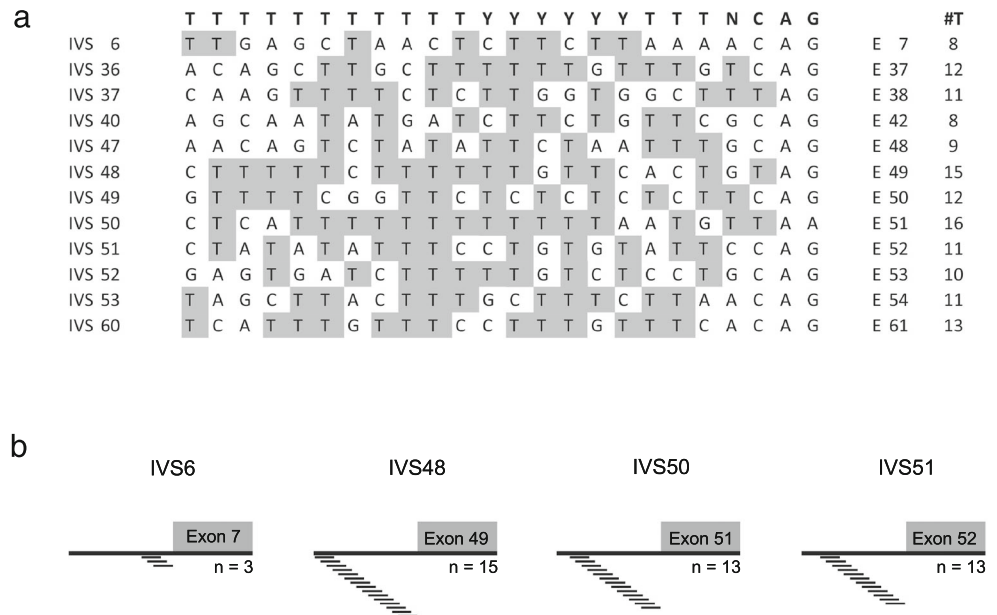 a
T T T T T T T T T T T Y Y Y Y Y Y T T T N C A G #T
IVS 6 T T G A G C T A A C T C T T C T T A A A A C A G E 7 8
IVS 36 A C A G C T T G C T T T T T T G T T T G T C A G E 37 12
IVS 37 C A A G T T T T C T C T T G G T G G C T T T A G E 38 11
IVS 40 A G C A A T A T G A T C T T C T G T T C G C A G E 42 8
IVS 47 A A C A G T C T A T A T T C T A A T T T G C A G E 48 9
IVS 48 C T T T T T C T T T T T T G T T C A C T G T A G E 49 15
IVS 49 G T T T T C G G T T C T C T C T C T C T T C A G E 50 12
IVS 50 C T C A T T T T T T T T T T T T A A T G T T A A E 51 16
IVS 51 C T A T A T A T T T C C T G T G T A T T C C A G E 52 11
IVS 52 G A G T G A T C T T T T T G T C T C C T G C A G E 53 10
IVS 53 T A G C T T A C T T T G C T T T C T T A A C A G E 54 11
IVS 60 T C A T T T G T T T C C T T T G T T T C A C A G E 61 13
b
IVS6 IVS48 IVS50 IVS51
Exon 7 Exon 49 Exon 51 Exon 52
n = 3 n = 15 n = 13 n = 13